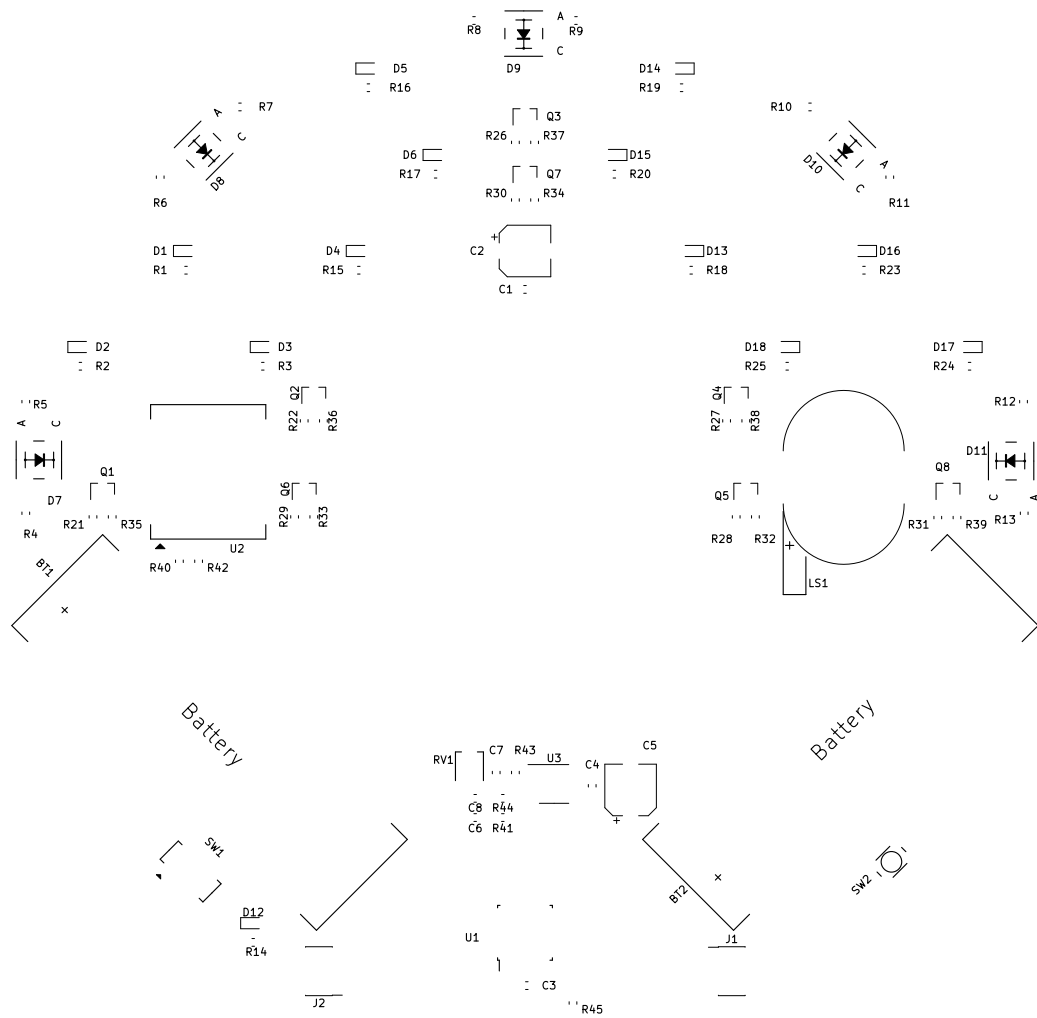 R8
A
R9
C
D9
D5
D14
R16
R19
R7
A
C
R10
Q3
R26
R37
D6
D15
R17
R20
Q7
R30
R34
D8
D10
A
C
R6
R11
D1
D4
+
C2
D13
D16
R1
R15
C1
R18
R23
D2
D3
D18
D17
R2
R3
R25
R24
R5
Q2
Q4
R12
A
C
R22
R36
R27
R38
D11
Q1
Q8
D7
Q6
Q5
C
A
R4
R21
R35
R29
R33
R28
R32
R31
R39
R13
U2
+
BT1
R40
R42
LS1
+
Battery
Battery
RV1
C7
R43
U3
C4
C5
C8
R44
+
C6
R41
SW1
SW2
+
BT2
D12
R14
U1
J1
C3
J2
R45